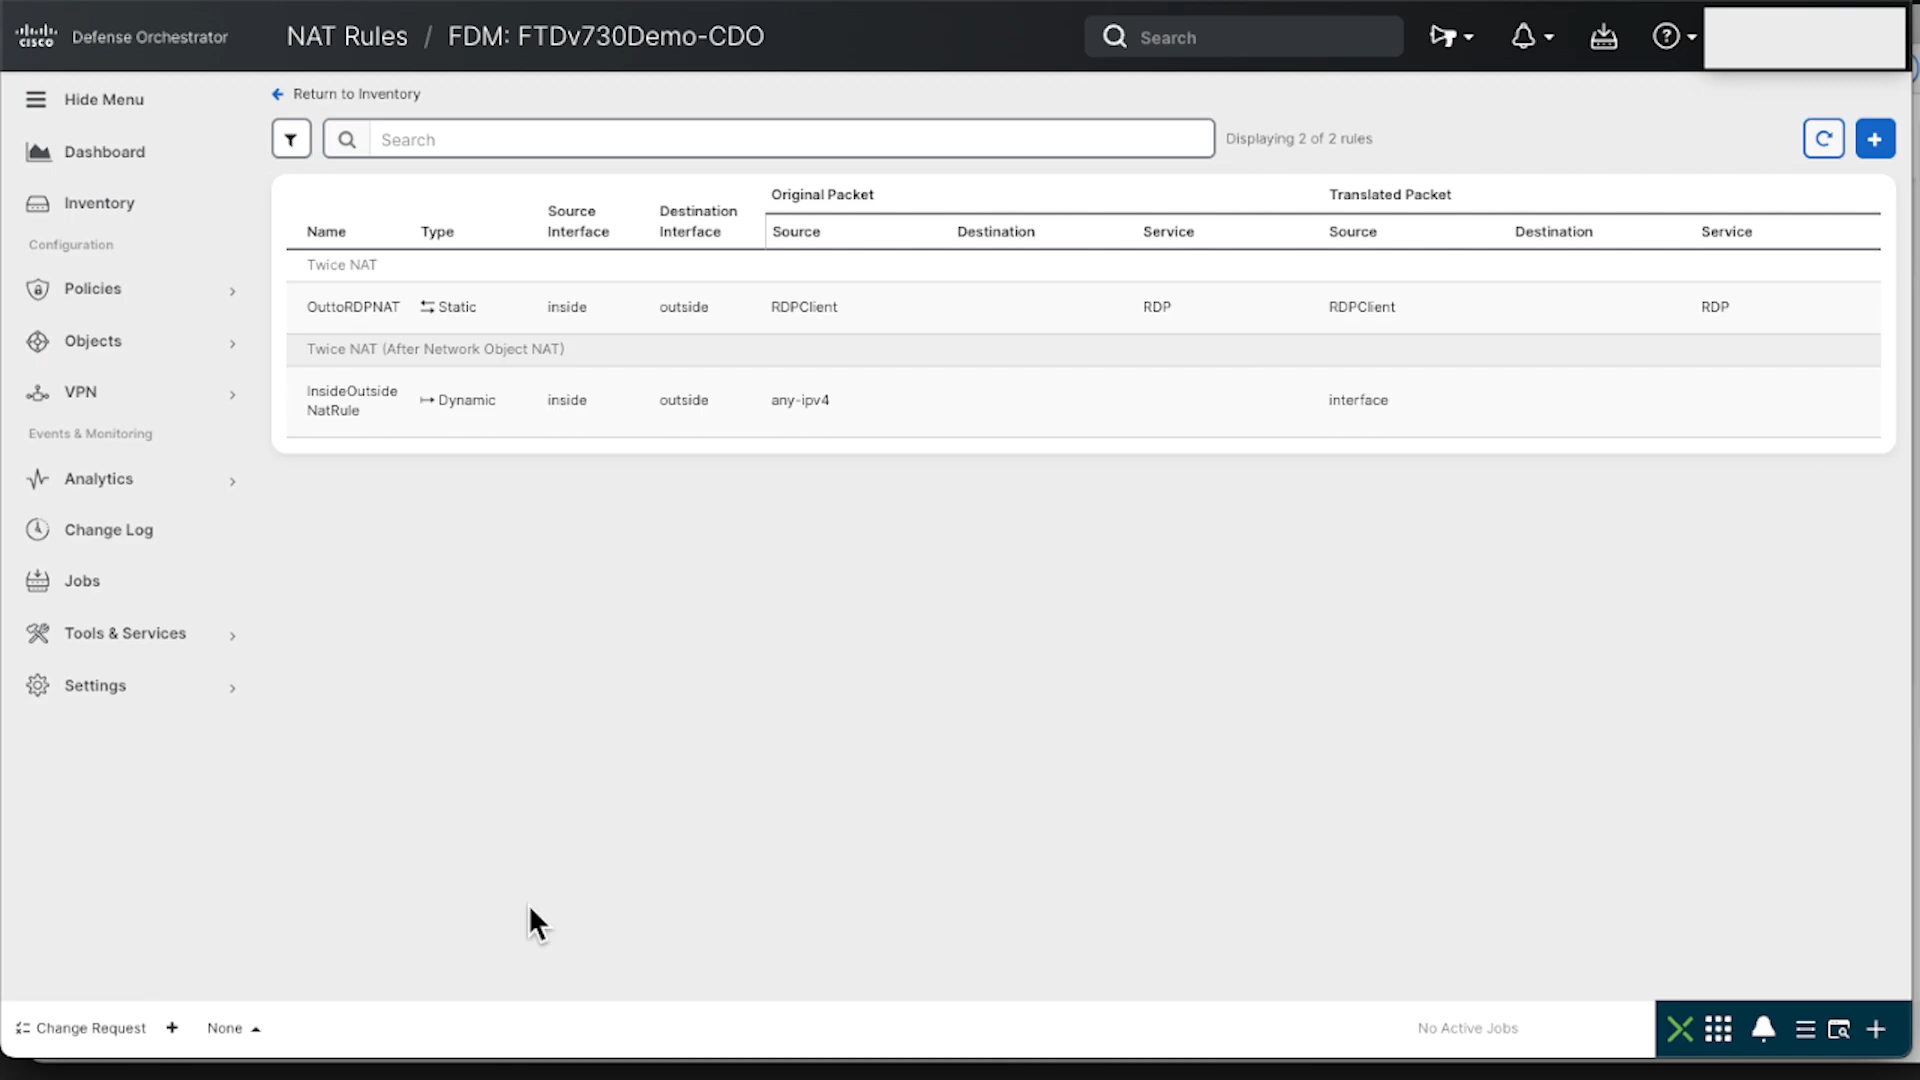 CISCO Defense Orchestrator NAT Rules / FDM: FTDv730Demo-CDO Search
Hide Menu
Dashboard
Inventory
Configuration
Policies
Objects
VPN
Events & Monitoring
Analytics
Change Log
Jobs
Tools & Services
Settings
Return to Inventory
Search Displaying 2 of 2 rules
Original Packet Translated Packet
Name Type Source Interface Destination Interface Source Destination Service Source Destination Service
Twice NAT
OuttoRDPNAT Static inside outside RDPClient RDP RDPClient RDP
Twice NAT (After Network Object NAT)
InsideOutside
NatRule Dynamic inside outside any-ipv4 interface
Change Request None No Active Jobs